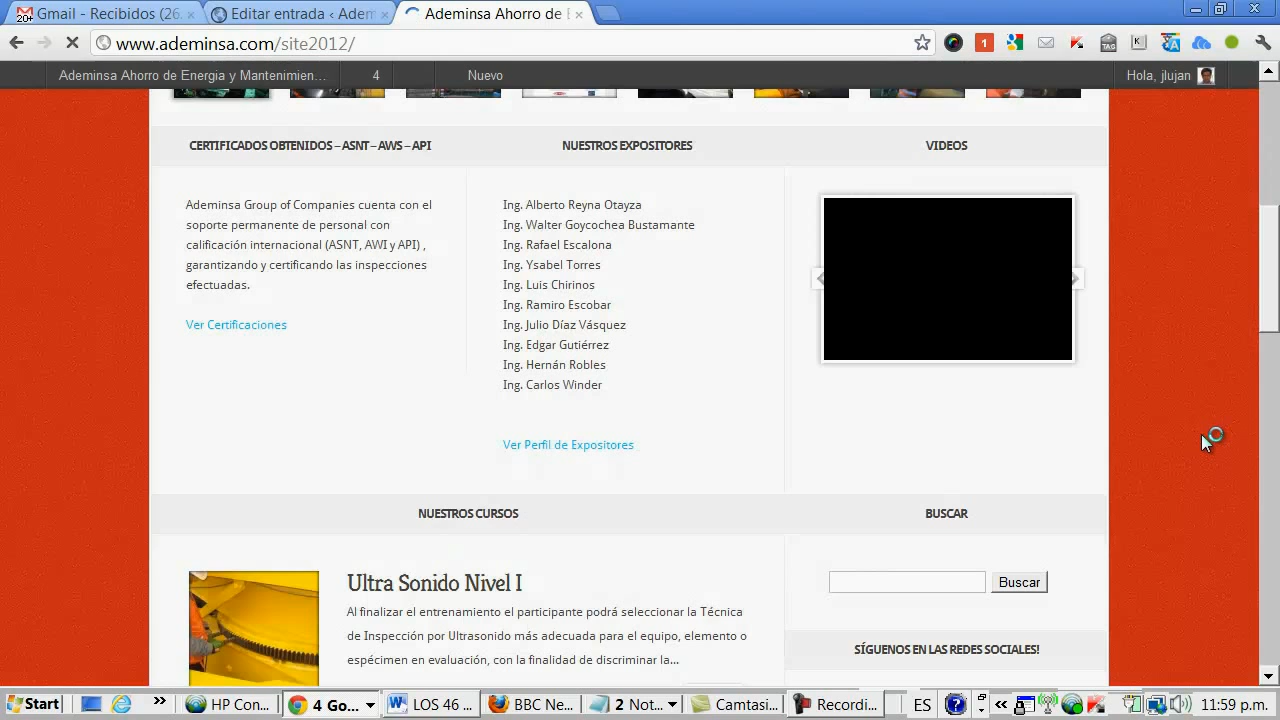 Gmail - Recibidos (26.
Editar entrada ‹ Adem
Ademinsa Ahorro de E
20+
www.ademinsa.com/site2012/
1
TAG
K
A
Ademinsa Ahorro de Energia y Mantenimien...
4
Nuevo
Hola, jlujan
CERTIFICADOS OBTENIDOS – ASNT – AWS – API
NUESTROS EXPOSITORES
VIDEOS
Ademinsa Group of Companies cuenta con el
soporte permanente de personal con
calificación internacional (ASNT, AWI y API) ,
garantizando y certificando las inspecciones
efectuadas.
Ver Certificaciones
Ing. Alberto Reyna Otayza
Ing. Walter Goycochea Bustamante
Ing. Rafael Escalona
Ing. Ysabel Torres
Ing. Luis Chirinos
Ing. Ramiro Escobar
Ing. Julio Díaz Vásquez
Ing. Edgar Gutiérrez
Ing. Hernán Robles
Ing. Carlos Winder
Ver Perfil de Expositores
NUESTROS CURSOS
BUSCAR
Ultra Sonido Nivel I
Al finalizar el entrenamiento el participante podrá seleccionar la Técnica
de Inspección por Ultrasonido más adecuada para el equipo, elemento o
espécimen en evaluación, con la finalidad de discriminar la...
Buscar
SÍGUENOS EN LAS REDES SOCIALES!
Start
HP Con...
4 Go...
LOS 46 ...
BBC Ne...
2 Not...
Camtasi...
Recordi...
ES
11:59 p.m.